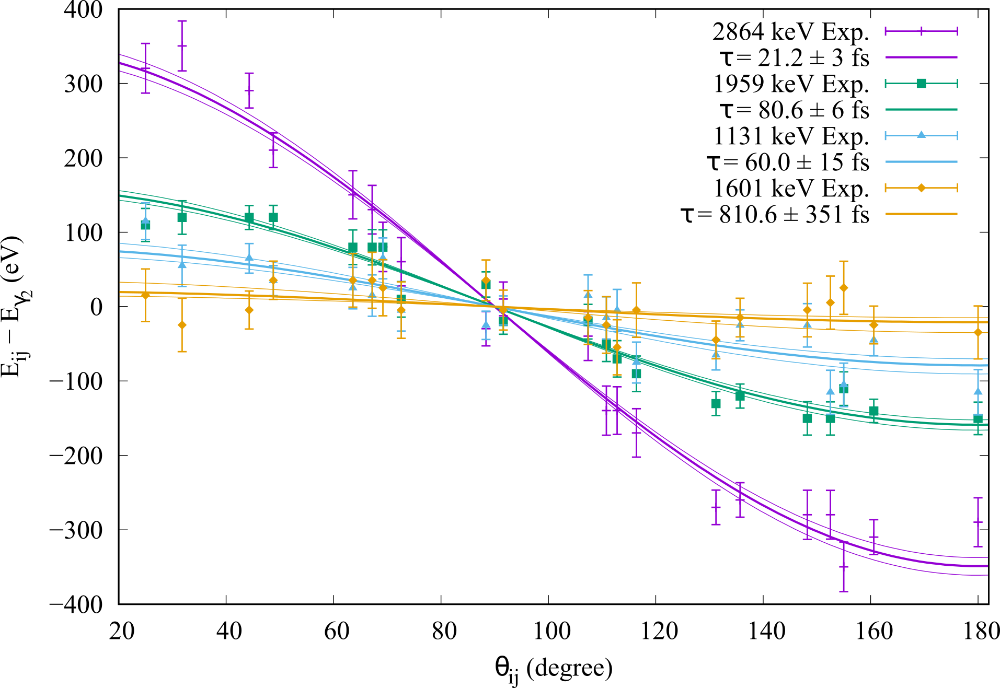 400
300
200
100
0
−100
−200
−300
−400
20 40 60 80 100 120 140 160 180
E_ij − E_γ2 (eV)
θ_ij (degree)
2864 keV Exp.
τ= 21.2 ± 3 fs
1959 keV Exp.
τ= 80.6 ± 6 fs
1131 keV Exp.
τ= 60.0 ± 15 fs
1601 keV Exp.
τ= 810.6 ± 351 fs